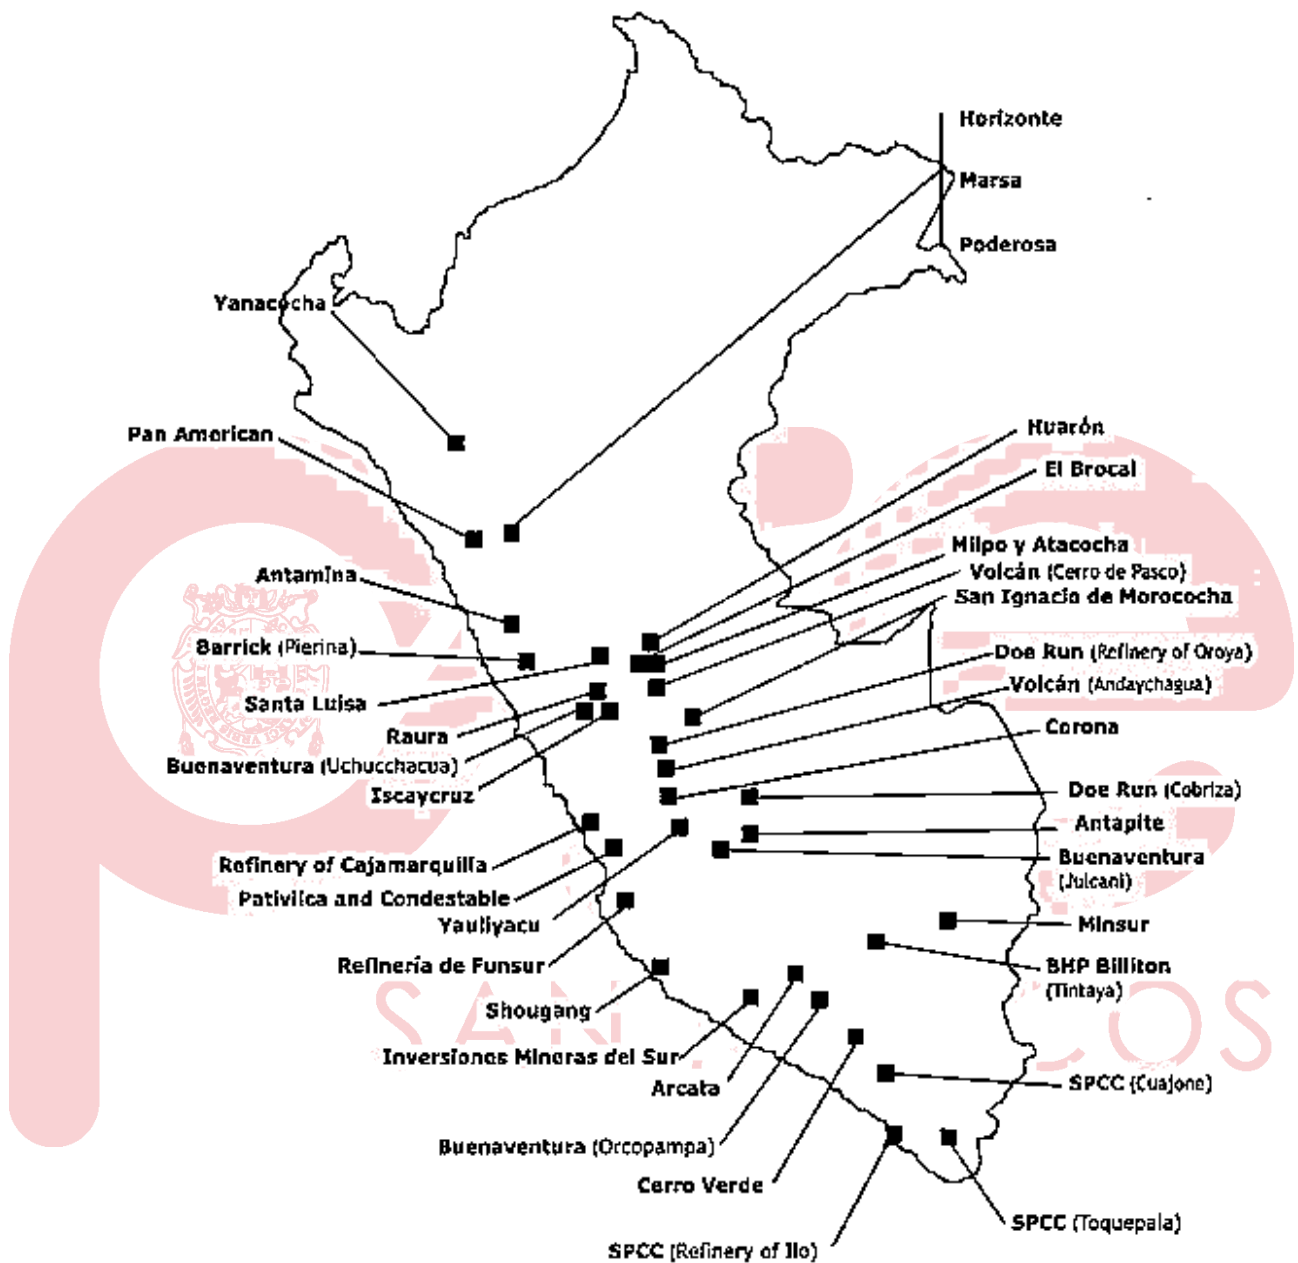 Horizonte
Marsa
Poderosa
Yanacocha
Pan American
Huarón
El Brocal
Milpo y Atacocha
Volcán (Cerro de Pasco)
San Ignacio de Morococha
Antamina
Barrick (Pierina)
Doe Run (Refinery of Oroya)
Volcán (Andaychagua)
Santa Luisa
Raura
Corona
Buenaventura (Uchucchacua)
Iscaycruz
Doe Run (Cobriza)
Antapite
Refinery of Cajamarquilla
Buenaventura
(Julcani)
Pativilca and Condestable
Yauliyacu
Minsur
Refinería de Funsur
BHP Billiton
(Tintaya)
Shougang
SAN MARCOS
Inversiones Mineras del Sur
Arcata
SPCC (Cuajone)
Buenaventura (Orcopampa)
Cerro Verde
SPCC (Toquepala)
SPCC (Refinery of Ilo)